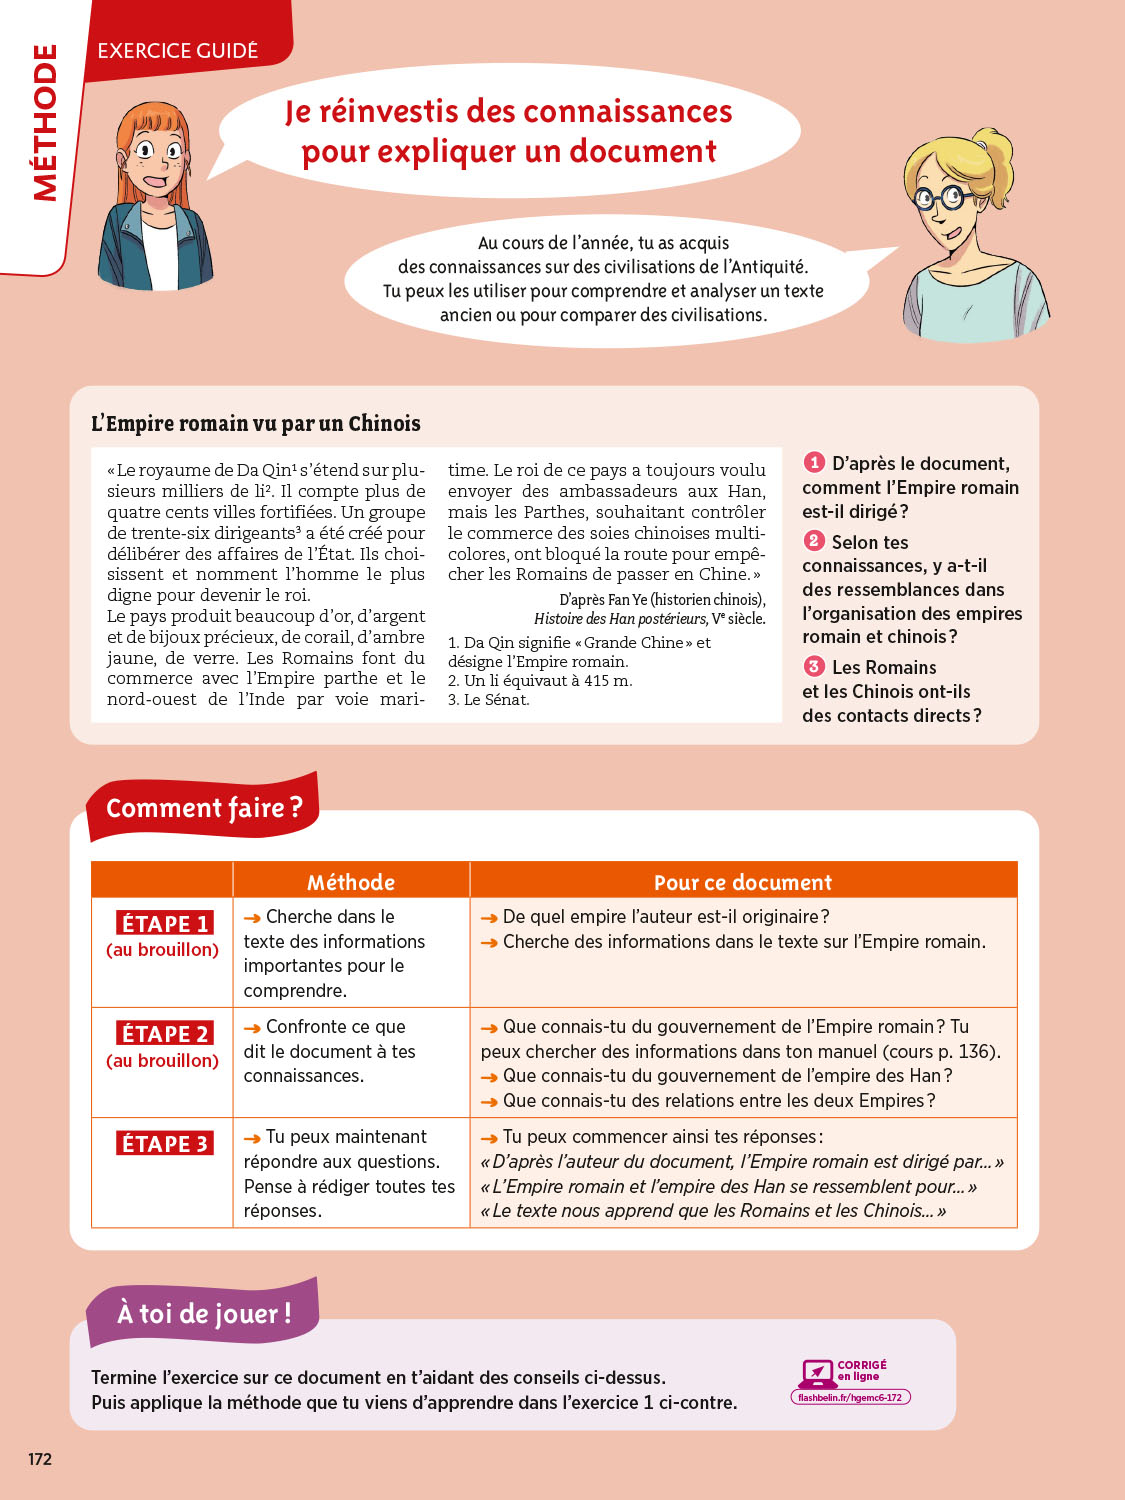 MÉTHODE
EXERCICE GUIDÉ
Je réinvestis des connaissances
pour expliquer un document
Au cours de l'année, tu as acquis
des connaissances sur des civilisations de l'Antiquité.
Tu peux les utiliser pour comprendre et analyser un texte
ancien ou pour comparer des civilisations.
L'Empire romain vu par un Chinois
« Le royaume de Da Qin¹ s'étend sur plu-
sieurs milliers de li². Il compte plus de
quatre cents villes fortifiées. Un groupe
de trente-six dirigeants³ a été créé pour
délibérer des affaires de l'État. Ils choi-
sissent et nomment l'homme le plus
digne pour devenir le roi.
Le pays produit beaucoup d'or, d'argent
et de bijoux précieux, de corail, d'ambre
jaune, de verre. Les Romains font du
commerce avec l'Empire parthe et le
nord-ouest de l'Inde par voie mari-
time. Le roi de ce pays a toujours voulu
envoyer des ambassadeurs aux Han,
mais les Parthes, souhaitant contrôler
le commerce des soies chinoises multi-
colores, ont bloqué la route pour empê-
cher les Romains de passer en Chine. »
D'après Fan Ye (historien chinois),
Histoire des Han postérieurs, Vᵉ siècle.
1. Da Qin signifie « Grande Chine » et
désigne l'Empire romain.
2. Un li équivaut à 415 m.
3. Le Sénat.
1 D'après le document,
comment l'Empire romain
est-il dirigé ?
2 Selon tes
connaissances, y a-t-il
des ressemblances dans
l'organisation des empires
romain et chinois ?
3 Les Romains
et les Chinois ont-ils
des contacts directs ?
Comment faire ?
Méthode
Pour ce document
ÉTAPE 1
(au brouillon)
→ Cherche dans le
texte des informations
importantes pour le
comprendre.
→ De quel empire l'auteur est-il originaire ?
→ Cherche des informations dans le texte sur l'Empire romain.
ÉTAPE 2
(au brouillon)
→ Confronte ce que
dit le document à tes
connaissances.
→ Que connais-tu du gouvernement de l'Empire romain ? Tu
peux chercher des informations dans ton manuel (cours p. 136).
→ Que connais-tu du gouvernement de l'empire des Han ?
→ Que connais-tu des relations entre les deux Empires ?
ÉTAPE 3
→ Tu peux maintenant
répondre aux questions.
Pense à rédiger toutes tes
réponses.
→ Tu peux commencer ainsi tes réponses :
« D'après l'auteur du document, l'Empire romain est dirigé par... »
« L'Empire romain et l'empire des Han se ressemblent pour... »
« Le texte nous apprend que les Romains et les Chinois... »
À toi de jouer !
Termine l'exercice sur ce document en t'aidant des conseils ci-dessus.
Puis applique la méthode que tu viens d'apprendre dans l'exercice 1 ci-contre.
CORRIGÉ
en ligne
flashbelin.fr/hgemc6-172
172